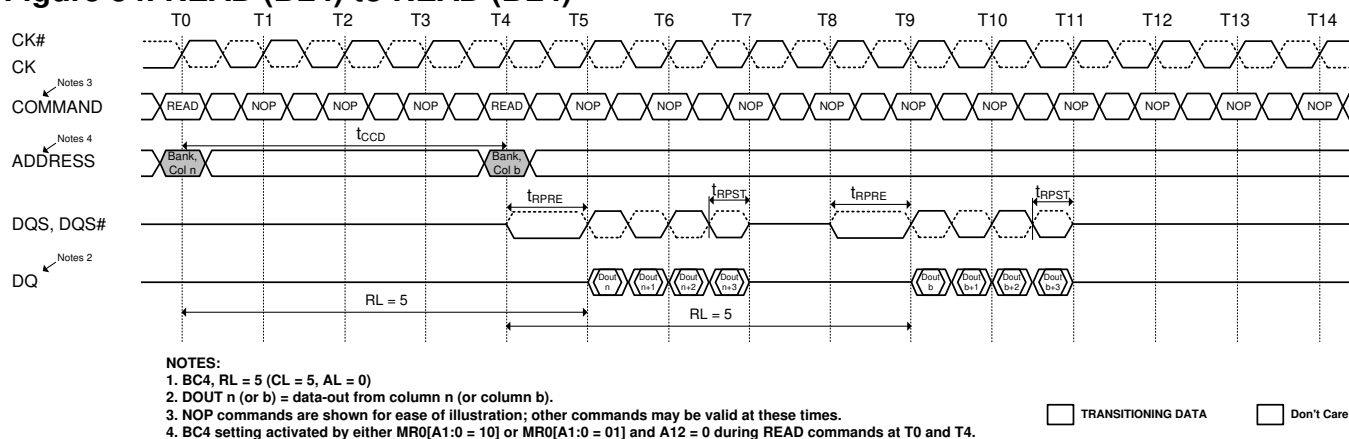 T0 T1 T2 T3 T4 T5 T6 T7 T8 T9 T10 T11 T12 T13 T14
CK#
CK
Notes 3
COMMAND READ NOP NOP NOP READ NOP NOP NOP NOP NOP NOP NOP NOP NOP NOP
tCCD
Notes 4
ADDRESS Bank, Col n Bank, Col b
tRPRE tRPST tRPRE tRPST
DQS, DQS#
Notes 2
DQ Dout n Dout n+1 Dout n+2 Dout n+3 Dout b Dout b+1 Dout b+2 Dout b+3
RL = 5
RL = 5
NOTES:
1. BC4, RL = 5 (CL = 5, AL = 0)
2. DOUT n (or b) = data-out from column n (or column b).
3. NOP commands are shown for ease of illustration; other commands may be valid at these times.
4. BC4 setting activated by either MR0[A1:0 = 10] or MR0[A1:0 = 01] and A12 = 0 during READ commands at T0 and T4.
TRANSITIONING DATA Don't Care